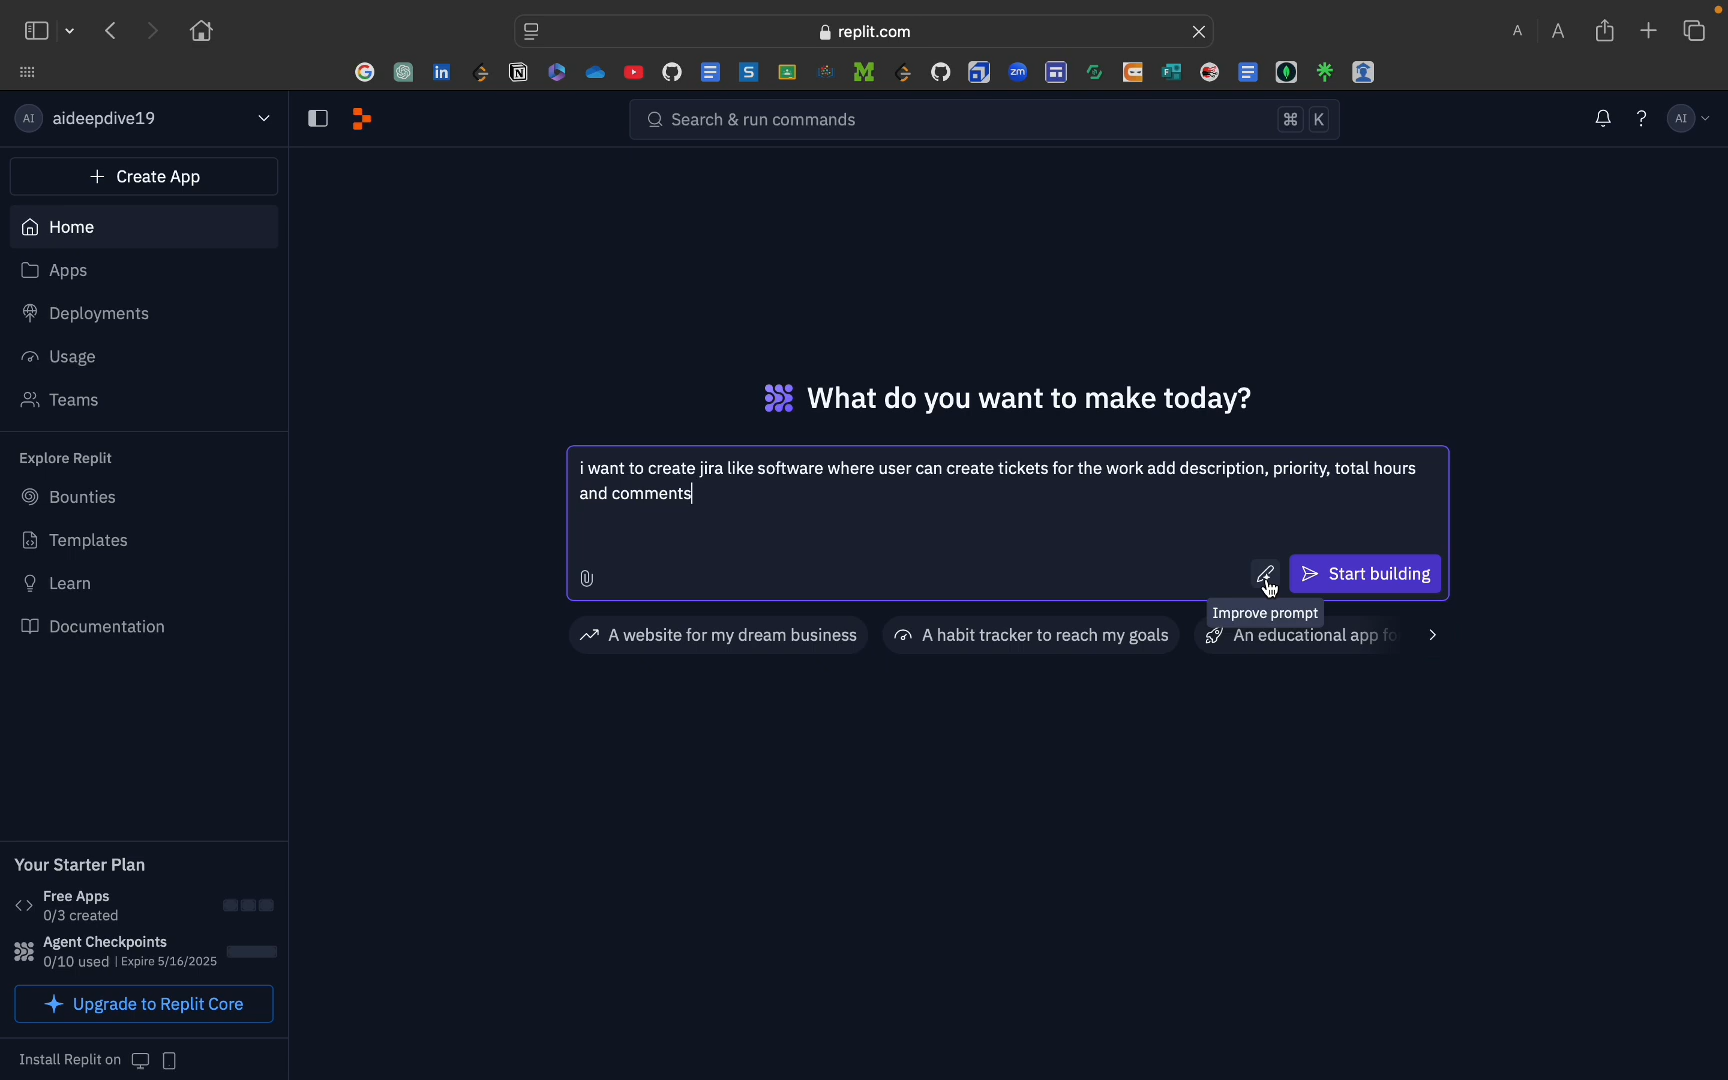 replit.com
A A
AI aideepdive19
Search & run commands ⌘ K
? AI
+ Create App
Home
Apps
Deployments
Usage
Teams
Explore Replit
Bounties
Templates
Learn
Documentation
What do you want to make today?
i want to create jira like software where user can create tickets for the work add description, priority, total hours
and comments
Start building
Improve prompt
A website for my dream business
A habit tracker to reach my goals
An educational app fo
Your Starter Plan
Free Apps
0/3 created
Agent Checkpoints
0/10 used | Expire 5/16/2025
Upgrade to Replit Core
Install Replit on